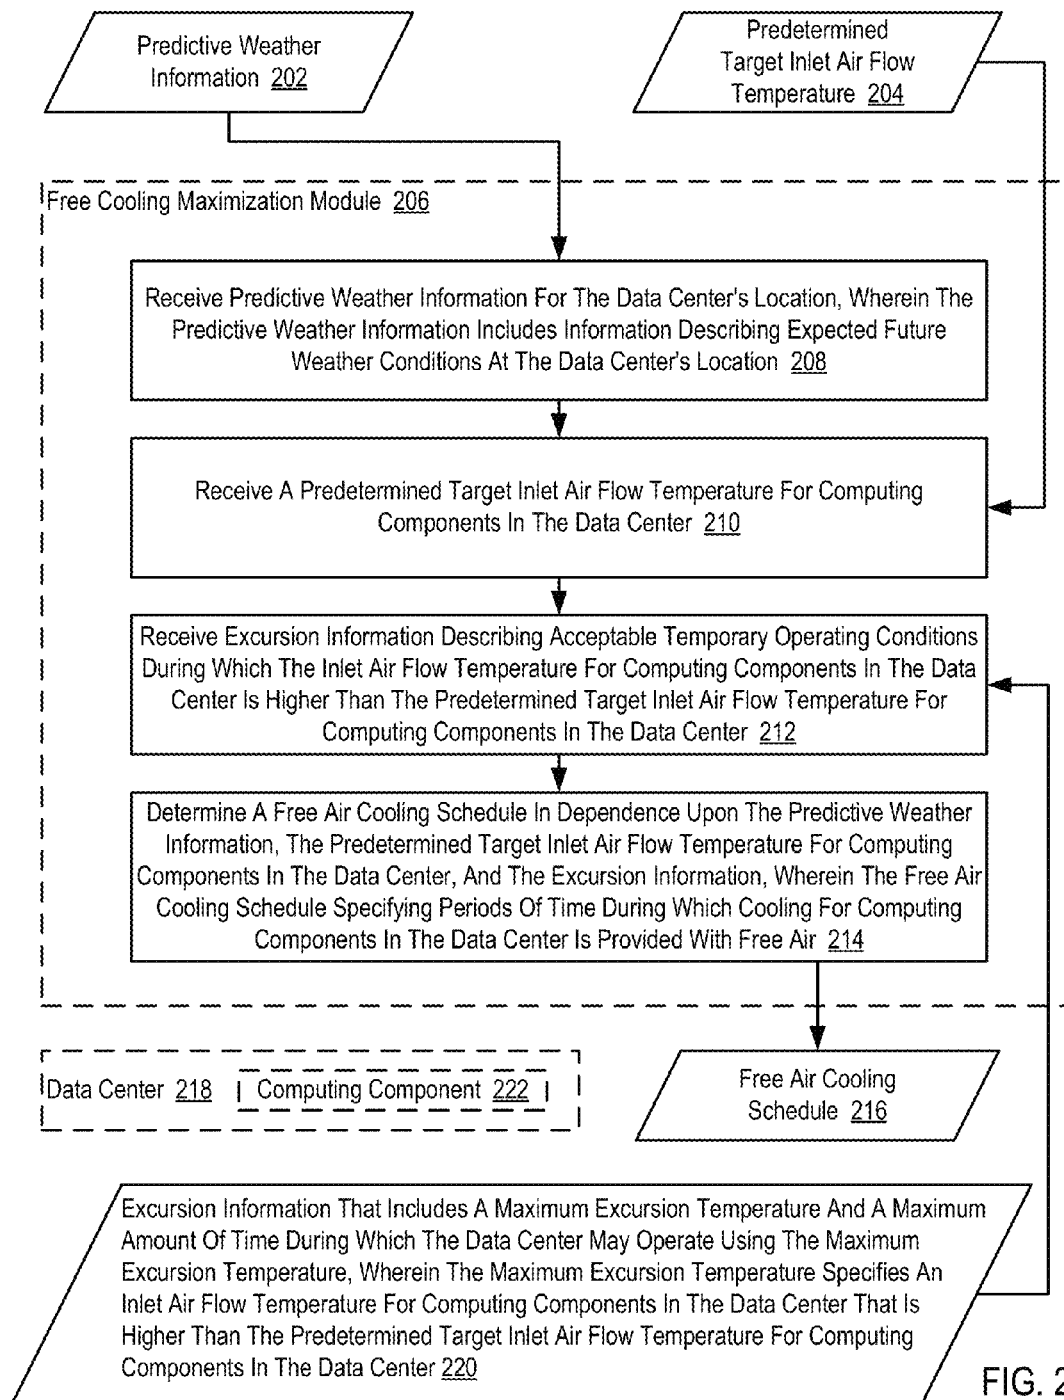 Predictive Weather
Information 202
Predetermined
Target Inlet Air Flow
Temperature 204
Free Cooling Maximization Module 206
Receive Predictive Weather Information For The Data Center's Location, Wherein The
Predictive Weather Information Includes Information Describing Expected Future
Weather Conditions At The Data Center's Location 208
Receive A Predetermined Target Inlet Air Flow Temperature For Computing
Components In The Data Center 210
Receive Excursion Information Describing Acceptable Temporary Operating Conditions
During Which The Inlet Air Flow Temperature For Computing Components In The Data
Center Is Higher Than The Predetermined Target Inlet Air Flow Temperature For
Computing Components In The Data Center 212
Determine A Free Air Cooling Schedule In Dependence Upon The Predictive Weather
Information, The Predetermined Target Inlet Air Flow Temperature For Computing
Components In The Data Center, And The Excursion Information, Wherein The Free Air
Cooling Schedule Specifying Periods Of Time During Which Cooling For Computing
Components In The Data Center Is Provided With Free Air 214
Data Center 218
Computing Component 222
Free Air Cooling
Schedule 216
Excursion Information That Includes A Maximum Excursion Temperature And A Maximum
Amount Of Time During Which The Data Center May Operate Using The Maximum
Excursion Temperature, Wherein The Maximum Excursion Temperature Specifies An
Inlet Air Flow Temperature For Computing Components In The Data Center That Is
Higher Than The Predetermined Target Inlet Air Flow Temperature For Computing
Components In The Data Center 220
FIG. 2